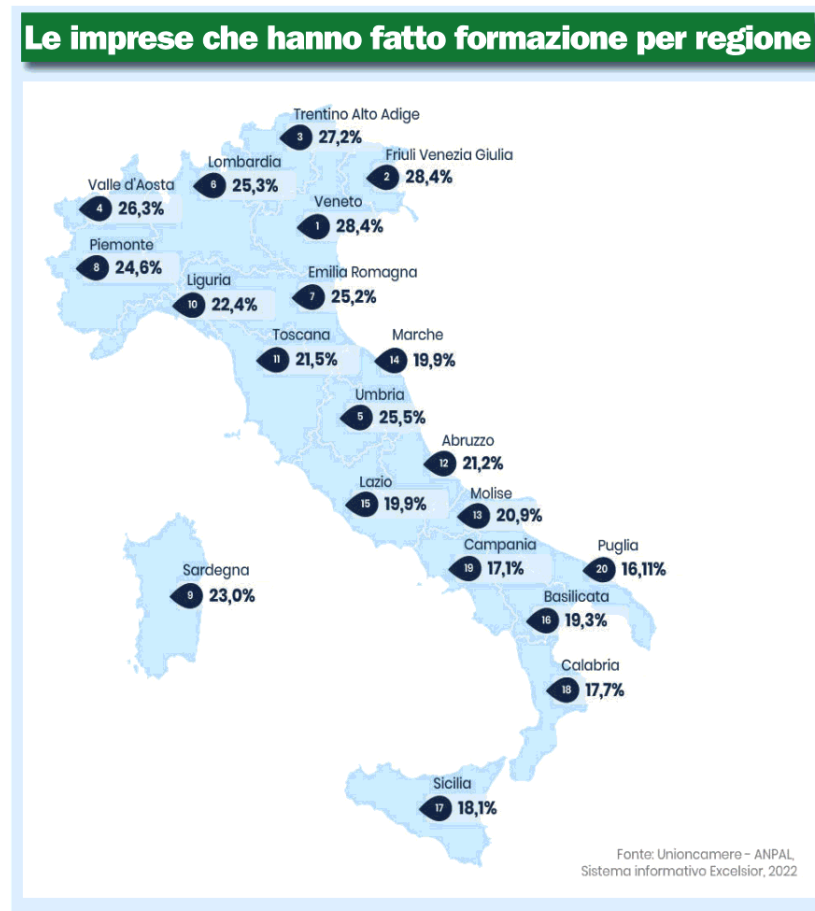 Le imprese che hanno fatto formazione per regione
Trentino Alto Adige
3 27,2%
Friuli Venezia Giulia
2 28,4%
Lombardia
6 25,3%
Valle d'Aosta
4 26,3%
Veneto
1 28,4%
Piemonte
8 24,6%
Liguria
10 22,4%
Emilia Romagna
7 25,2%
Toscana
11 21,5%
Marche
14 19,9%
Umbria
5 25,5%
Abruzzo
12 21,2%
Lazio
15 19,9%
Molise
13 20,9%
Campania
19 17,1%
Puglia
20 16,11%
Sardegna
9 23,0%
Basilicata
16 19,3%
Calabria
18 17,7%
Sicilia
17 18,1%
Fonte: Unioncamere - ANPAL,
Sistema informativo Excelsior, 2022